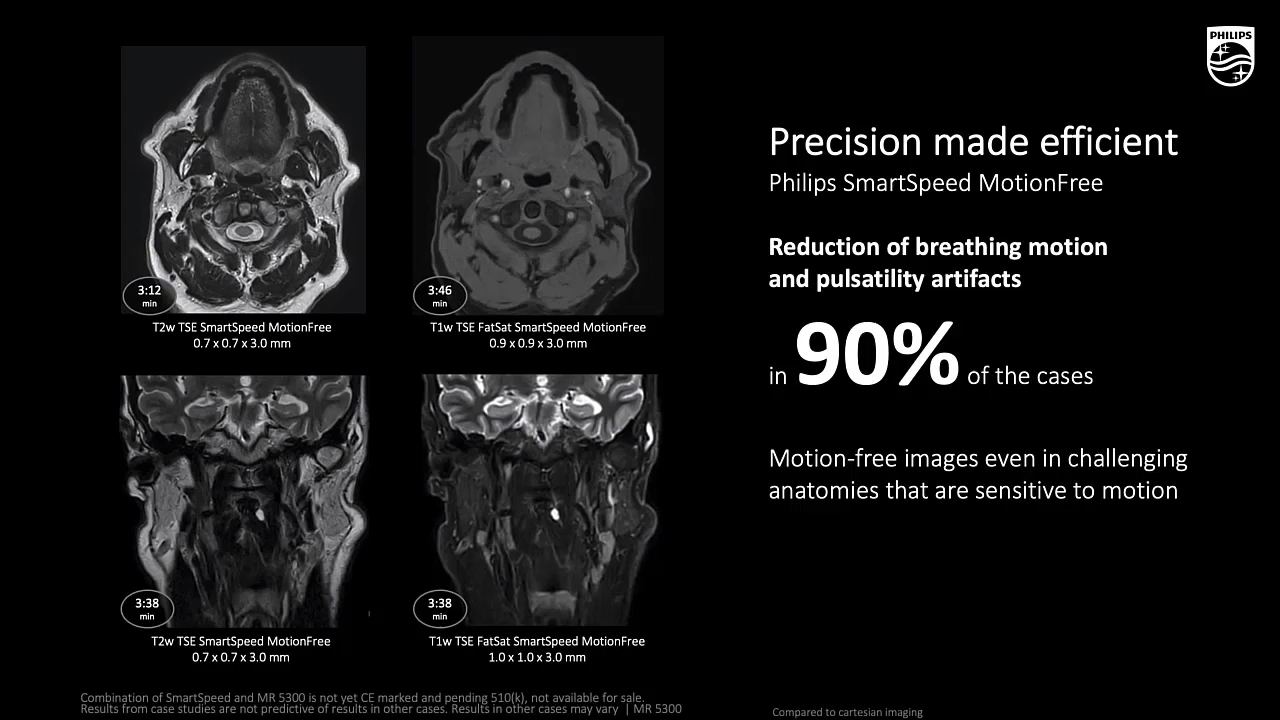 PHILIPS
Precision made efficient
Philips SmartSpeed MotionFree
Reduction of breathing motion
and pulsatility artifacts
in 90% of the cases
Motion-free images even in challenging
anatomies that are sensitive to motion
3:12
min
T2w TSE SmartSpeed MotionFree
0.7 x 0.7 x 3.0 mm
3:46
min
T1w TSE FatSat SmartSpeed MotionFree
0.9 x 0.9 x 3.0 mm
3:38
min
T2w TSE SmartSpeed MotionFree
0.7 x 0.7 x 3.0 mm
3:38
min
T1w TSE FatSat SmartSpeed MotionFree
1.0 x 1.0 x 3.0 mm
Combination of SmartSpeed and MR 5300 is not yet CE marked and pending 510(k), not available for sale.
Results from case studies are not predictive of results in other cases. Results in other cases may vary | MR 5300
Compared to cartesian imaging